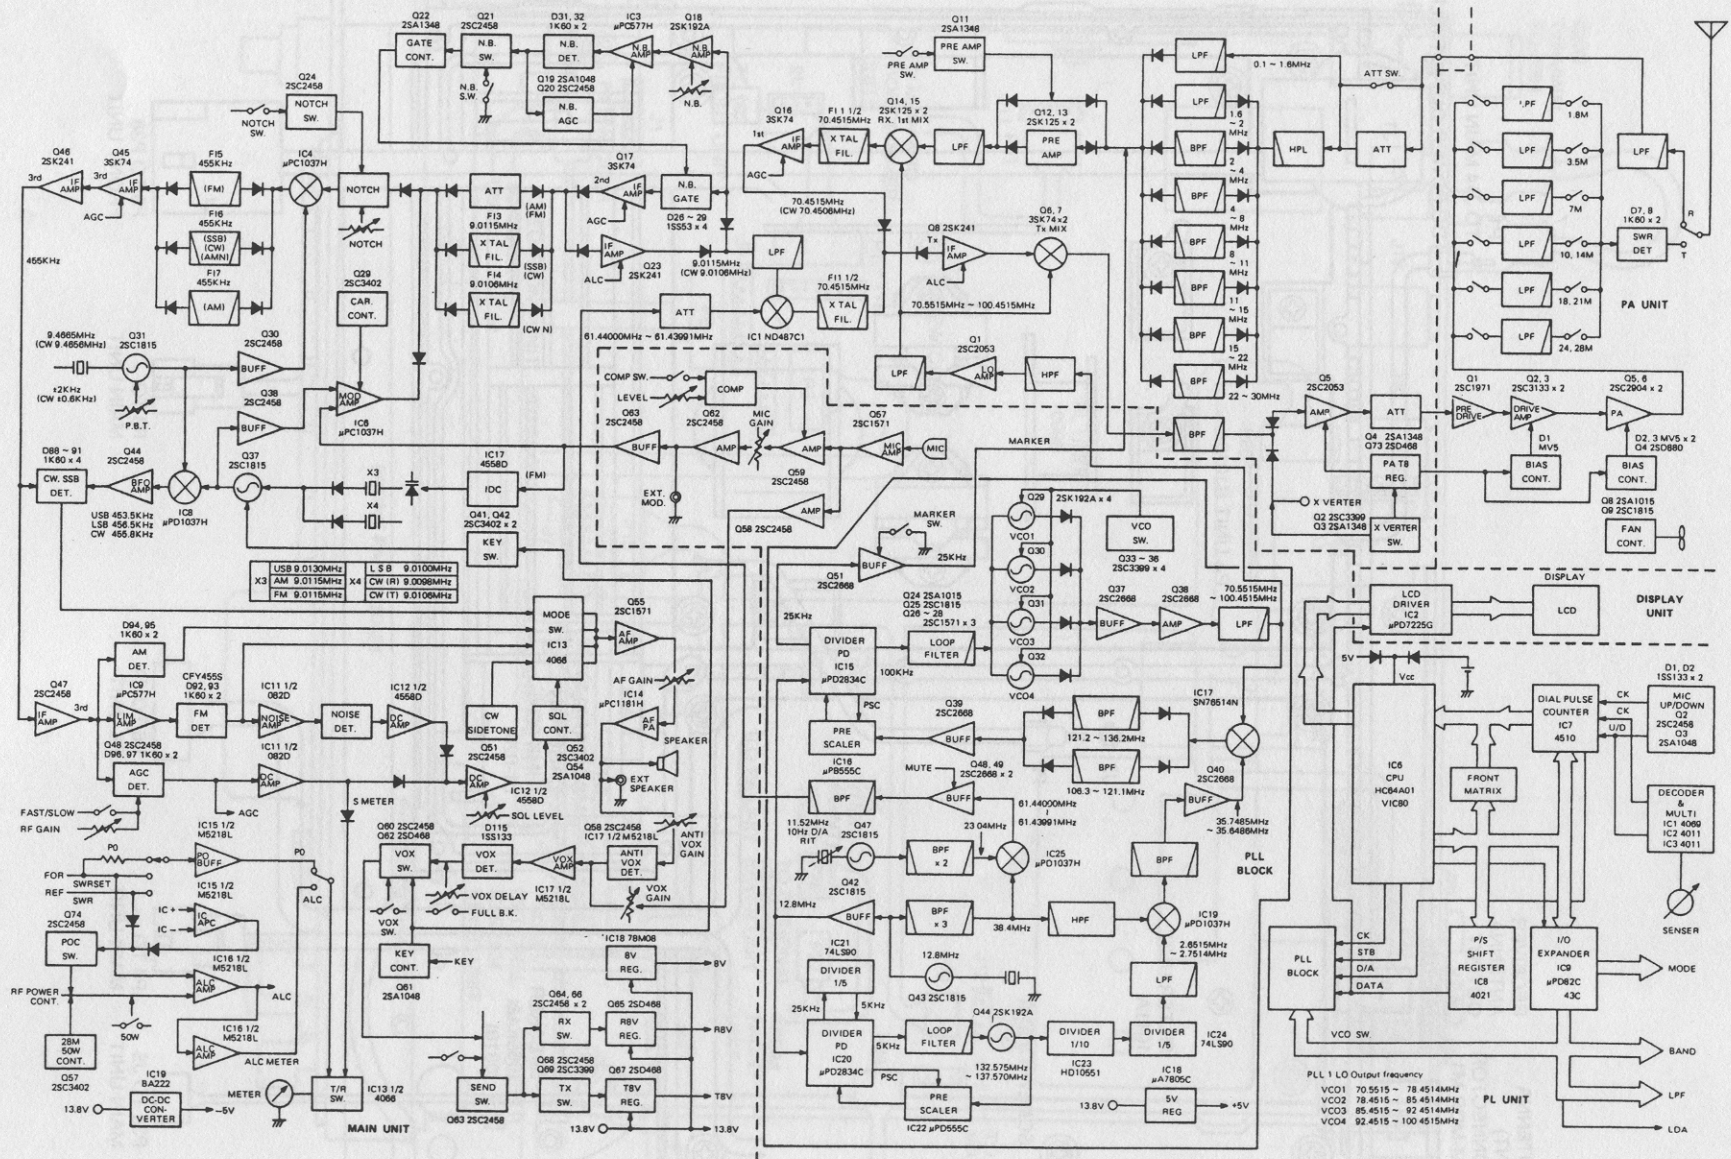 Q22
2SA1348
GATE
CONT.
Q21
2SC2458
N.B.
SW.
N.B.
S.W.
D31, 32
1K60 x 2
N.B.
DET.
IC3
μPC577H
N.B
AMP
Q18
2SK192A
N.B.
AMP
N.B.
Q19 2SA1048
Q20 2SC2458
N.B.
AGC
Q24
2SC2458
NOTCH
SW.
NOTCH
SW.
Q11
2SA1348
PRE AMP
SW.
PRE AMP
SW.
Q16
3SK74
1st
IF
AMP
AGC
FI1 1/2
70.4515MHz
X TAL
FIL.
Q14, 15
2SK125 x 2
RX. 1st MIX
LPF
Q12, 13
2SK125 x 2
PRE
AMP
LPF
0.1 ~ 1.6MHz
LPF
1.6
~ 2
MHz
BPF
2
~ 4
MHz
BPF
4
~ 8
MHz
BPF
8
~ 11
MHz
BPF
11
~ 15
MHz
BPF
15
~ 22
MHz
BPF
22 ~ 30MHz
HPL
ATT
ATT SW.
LPF
1.8M
LPF
3.5M
LPF
7M
LPF
10, 14M
LPF
18, 21M
LPF
24, 28M
LPF
D7, 8
1K60 x 2
SWR
DET
R
T
PA UNIT
Q46
2SK241
3rd
IF
AMP
Q45
3SK74
3rd
IF
AMP
AGC
455KHz
FI5
455KHz
(FM)
FI6
455KHz
(SSB)
(CW)
(AMN)
FI7
455KHz
(AM)
IC4
μPC1037H
NOTCH
NOTCH
ATT
(AM)
(FM)
FI3
9.0115MHz
X TAL
FIL.
(SSB)
(CW)
FI4
9.0106MHz
X TAL
FIL.
(CW N)
Q17
3SK74
2nd
IF
AMP
AGC
N.B.
GATE
D26 ~ 29
1SS53 x 4
IF
AMP
ALC
Q23
2SK241
9.0115MHz
(CW 9.0106MHz)
LPF
ATT
61.44000MHz ~ 61.43991MHz
IC1 ND487C1
FI1 1/2
70.4515MHz
X TAL
FIL.
70.4515MHz
(CW 70.4506MHz)
Q8 2SK241
Tx
IF
AMP
ALC
Q6, 7
3SK74x2
Tx MIX
70.5515MHz ~ 100.4515MHz
LPF
Q1
2SC2053
LO
AMP
HPF
Q29
2SC3402
CAR.
CONT.
9.4665MHz
(CW 9.4656MHz)
Q31
2SC1815
±2KHz
(CW ±0.6KHz)
P.B.T.
Q30
2SC2458
BUFF
Q38
2SC2458
BUFF
MOD
AMP
IC6
μPC1037H
D88 ~ 91
1K60 x 4
CW. SSB
DET.
Q44
2SC2458
BFO
AMP
IC8
μPD1037H
USB 453.5KHz
LSB 456.5KHz
CW 455.8KHz
Q37
2SC1815
X3
X4
IC17
4558D
IDC
(FM)
Q41, Q42
2SC3402 x 2
KEY
SW.
X3
USB 9.0130MHz
AM 9.0115MHz
FM 9.0115MHz
X4
L S B 9.0100MHz
CW (R) 9.0098MHz
CW (T) 9.0106MHz
COMP SW.
LEVEL
COMP
Q63
2SC2458
BUFF
Q62
2SC2458
AMP
MIC
GAIN
AMP
Q59
2SC2458
Q57
2SC1571
MIC
AMP
MIC
EXT.
MOD.
AMP
Q58 2SC2458
MARKER
BPF
Q5
2SC2053
AMP
ATT
Q4 2SA1348
Q73 2SD468
PA T8
REG.
X VERTER
Q2 2SC3399
Q3 2SA1348
X VERTER
SW.
Q1
2SC1971
PRE
DRIVE
Q2, 3
2SC3133 x 2
DRIVE
AMP
Q5, 6
2SC2904 x 2
PA
D1
MV5
BIAS
CONT.
D2, 3 MV5 x 2
Q4 2SD880
BIAS
CONT.
Q8 2SA1015
Q9 2SC1815
FAN
CONT.
MARKER
SW.
BUFF
25KHz
Q51
2SC2668
25KHz
Q29
2SK192A x 4
VCO1
Q30
VCO2
Q31
VCO3
Q32
VCO4
VCO
SW.
Q33 ~ 36
2SC3399 x 4
Q24 2SA1015
Q25 2SC1815
Q26 ~ 28
2SC1571 x 3
LOOP
FILTER
100KHz
DIVIDER
PD
IC15
μPD2834C
PSC
PRE
SCALER
IC16
μPB555C
Q37
2SC2668
BUFF
Q38
2SC2668
AMP
LPF
70.5515MHz
~ 100.4515MHz
Q39
2SC2668
BUFF
BPF
121.2 ~ 136.2MHz
BPF
106.3 ~ 121.1MHz
IC17
SN76514N
MUTE
Q48, 49
2SC2668 x 2
BUFF
BPF
61.44000MHz
61.43991MHz
Q40
2SC2668
BUFF
35.7485MHz
~ 35.6486MHz
BPF
PLL
BLOCK
11.52MHz
10Hz D/A
RIT
Q47
2SC1815
BPF
x 2
23.04MHz
IC25
μPD1037H
Q42
2SC1815
12.8MHz
BUFF
BPF
x 3
38.4MHz
HPF
IC19
μPD1037H
2.6515MHz
~ 2.7514MHz
LPF
IC21
74LS90
DIVIDER
1/5
25KHz
5KHz
12.8MHz
Q43 2SC1815
DIVIDER
PD
IC20
μPD2834C
5KHz
LOOP
FILTER
PSC
Q44 2SK192A
DIVIDER
1/10
DIVIDER
1/5
IC24
74LS90
IC23
HD10551
132.575MHz
~ 137.570MHz
PRE
SCALER
IC22 μPD555C
IC18
μA7805C
13.8V
5V
REG
+5V
LCD
DRIVER
IC2
μPD7225G
DISPLAY
LCD
DISPLAY
UNIT
5V
Vcc
IC6
CPU
HC64A01
VIC80
DIAL PULSE
COUNTER
IC7
4510
CK
CK
U/D
D1, D2
1SS133 x 2
MIC
UP/DOWN
Q2
2SC2458
Q3
2SA1048
FRONT
MATRIX
DECODER
&
MULTI
IC1 4069
IC2 4011
IC3 4011
SENSER
PLL
BLOCK
CK
STB
D/A
DATA
P/S
SHIFT
REGISTER
IC8
4021
I/O
EXPANDER
IC9
μPD82C
43C
MODE
VCO SW.
BAND
LPF
LDA
PL UNIT
PLL 1 LO Output frequency
VCO1 70.5515 ~ 78.4514MHz
VCO2 78.4515 ~ 85.4514MHz
VCO3 85.4515 ~ 92.4514MHz
VCO4 92.4515 ~ 100.4515MHz
D94, 95
1K60 x 2
AM
DET.
MODE
SW.
IC13
4066
Q55
2SC1571
AF
AMP
AF GAIN
IC14
μPC1181H
AF
PA
SPEAKER
EXT
SPEAKER
Q47
2SC2458
IF
AMP
3rd
IC9
μPC577H
LIM
AMP
CFY455S
D92, 93
1K60 x 2
FM
DET
IC11 1/2
082D
NOISE
AMP
NOISE
DET.
IC12 1/2
4558D
DC
AMP
CW
SIDETONE
SQL
CONT.
Q52
2SC3402
Q54
2SA1048
Q48 2SC2458
D96, 97 1K60 x 2
AGC
DET.
FAST/SLOW
RF GAIN
AGC
IC11 1/2
082D
DC
AMP
Q51
2SC2458
DC
AMP
IC12 1/2
4558D
SQL LEVEL
S METER
Q60 2SC2458
Q62 2SD468
VOX
SW.
D115
1SS133
VOX
DET.
VOX
AMP
IC17 1/2
M5218L
Q58 2SC2458
IC17 1/2 M5218L
ANTI
VOX
DET.
ANTI
VOX
GAIN
VOX
GAIN
VOX DELAY
FULL B.K.
VOX
SW.
KEY
CONT.
KEY
Q61
2SA1048
P0
FOR
SWRSET
REF
SWR
IC15 1/2
M5218L
PO
BUFF
P0
ALC
IC15 1/2
M5218L
IC +
IC −
IC
APC
Q74
2SC2458
POC
SW.
RF POWER
CONT.
50W
28M
50W
CONT.
Q57
2SC3402
IC16 1/2
M5218L
ALC
AMP
ALC
IC16 1/2
M5218L
ALC
AMP
ALC METER
IC19
BA222
13.8V
DC-DC
CON-
VERTER
−5V
METER
T/R
SW.
IC13 1/2
4066
MAIN UNIT
SEND
SW.
Q63 2SC2458
Q64, 66
2SC2458 x 2
RX
SW.
Q65 2SD468
R8V
REG.
R8V
IC18 78M08
8V
REG.
8V
Q68 2SC2458
Q69 2SC3399
TX
SW.
Q67 2SD468
T8V
REG.
T8V
13.8V
13.8V